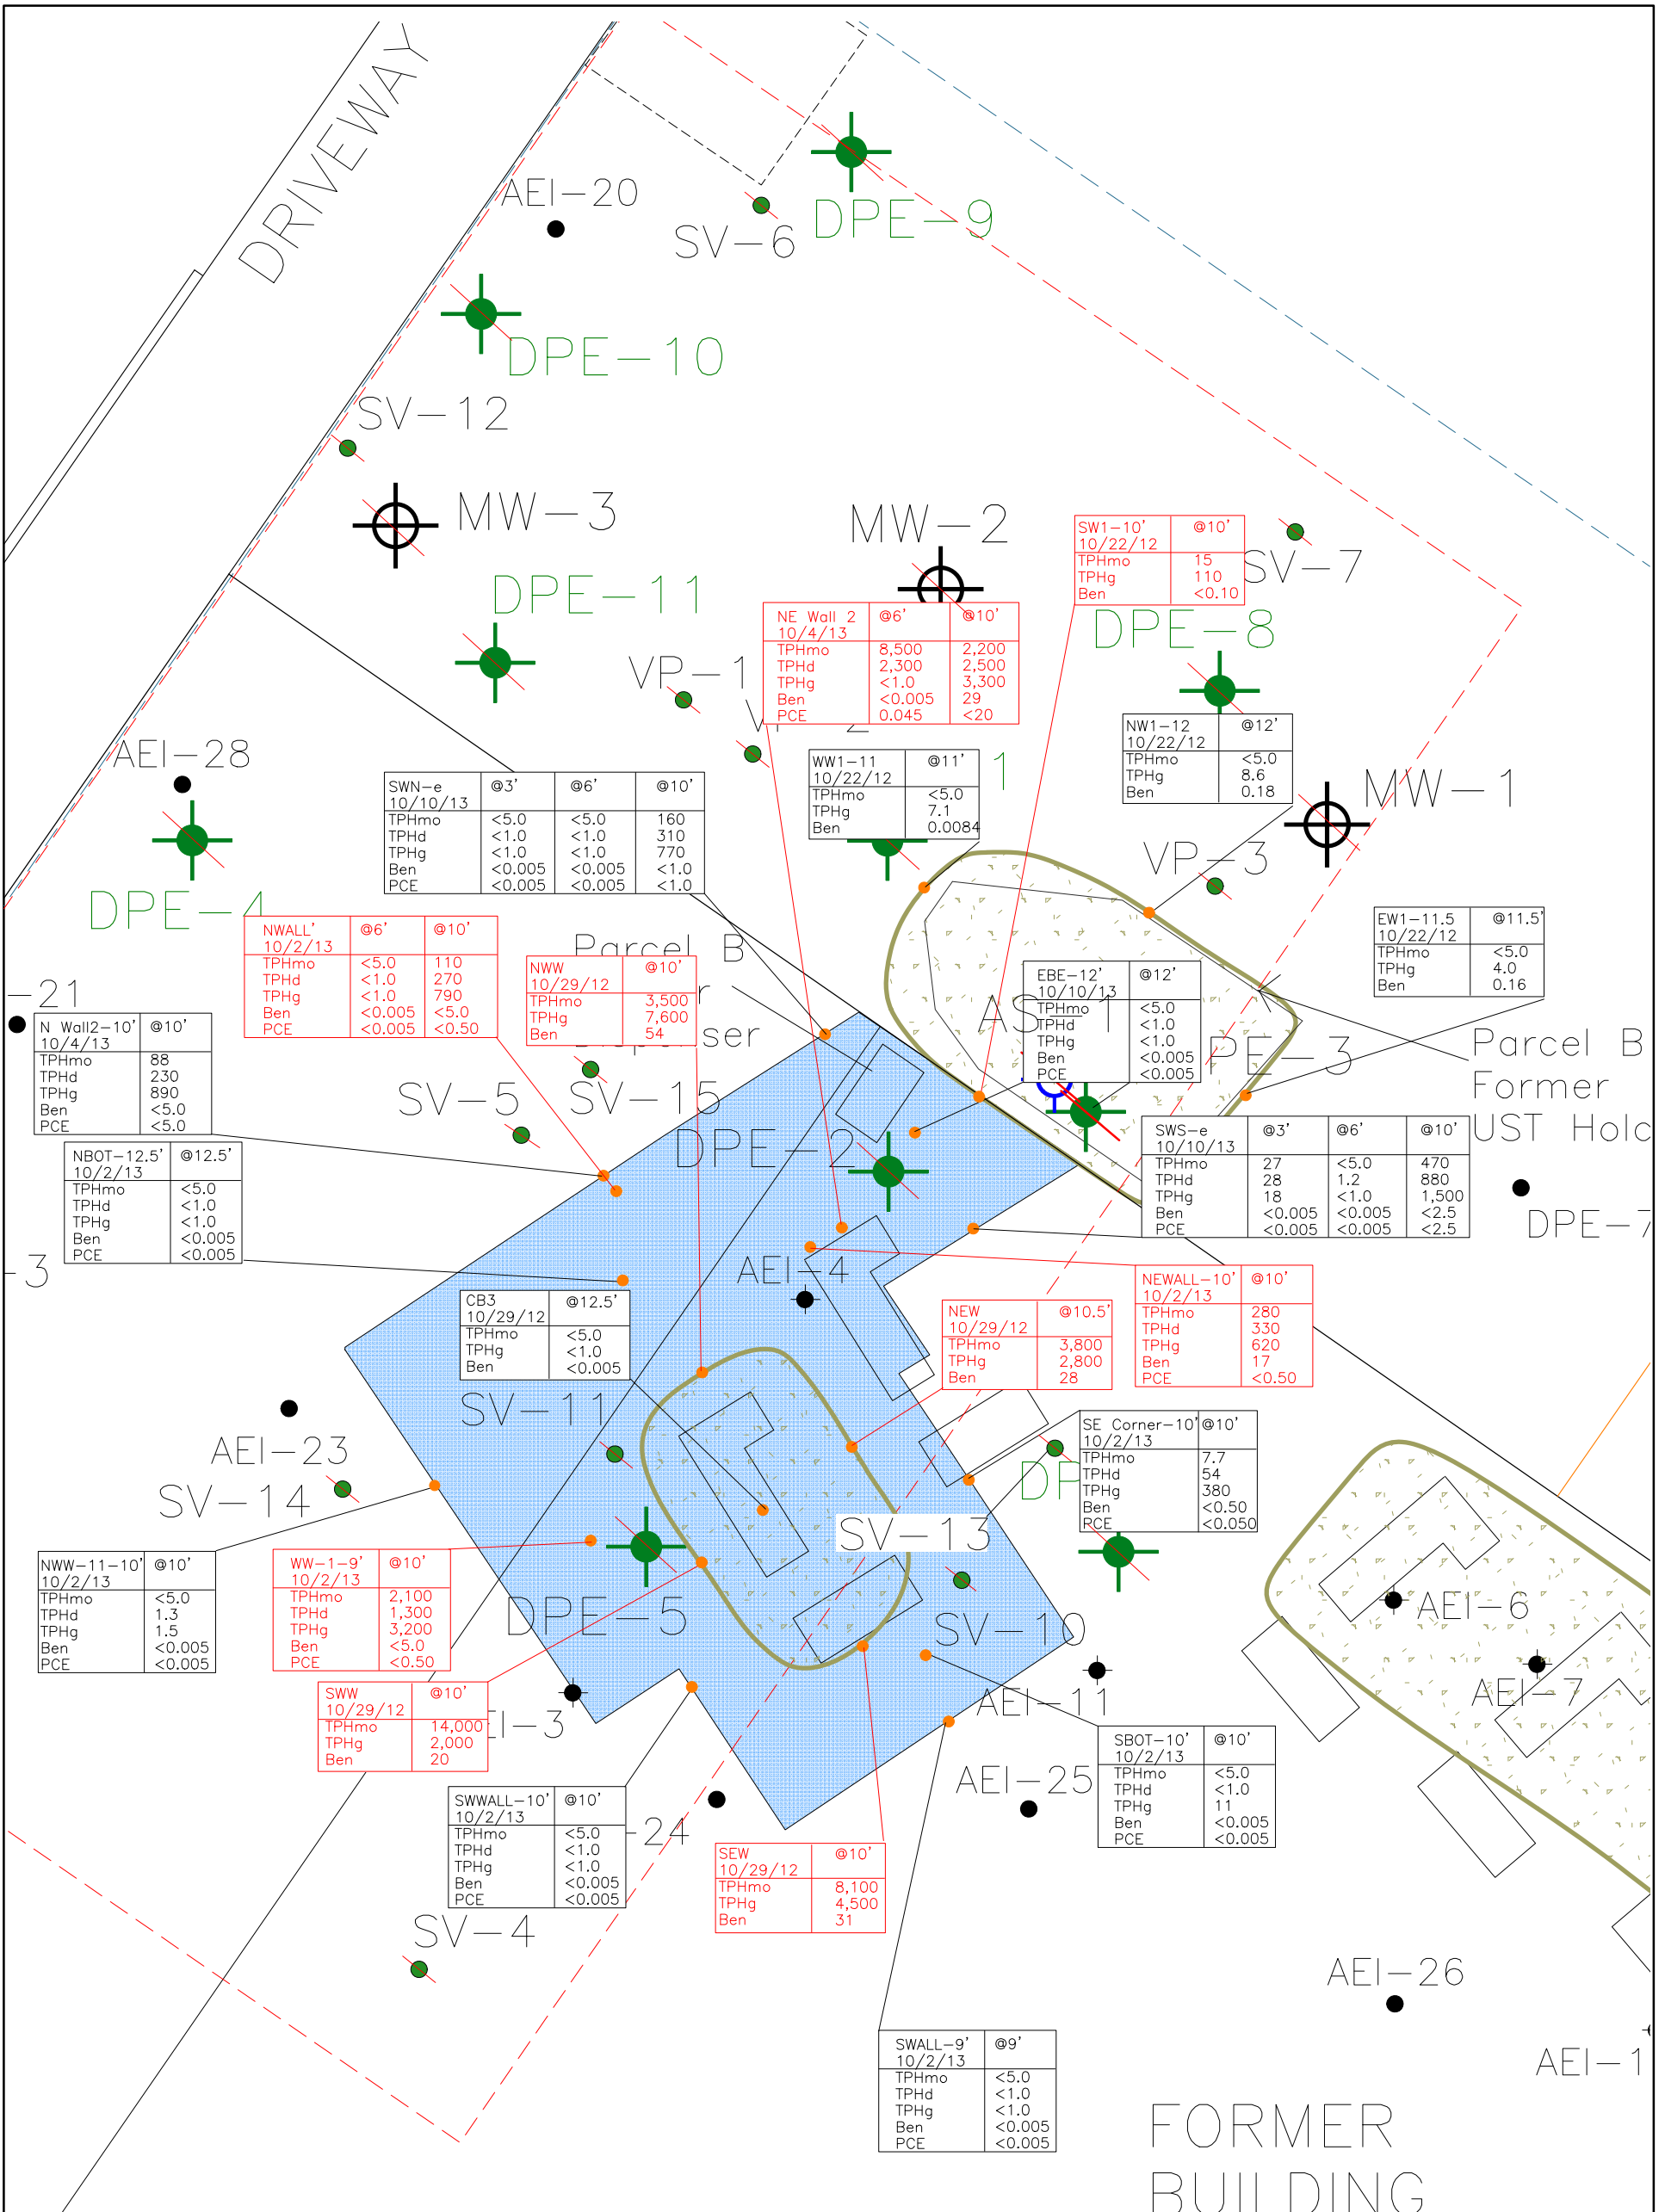 DRIVEWAY
AEI-20
SV-6
DPE-9
DPE-10
SV-12
MW-3
MW-2
SW1-10' @10'
10/22/12
TPHmo 15
TPHg 110
Ben <0.10
SV-7
DPE-11
DPE-8
NE Wall 2 @6' @10'
10/4/13
TPHmo 8,500 2,200
TPHd 2,300 2,500
TPHg <1.0 3,300
Ben <0.005 29
PCE 0.045 <20
VP-1
NW1-12 @12'
10/22/12
TPHmo <5.0
TPHg 8.6
Ben 0.18
AEI-28
WW1-11 @11'
10/22/12
TPHmo <5.0
TPHg 7.1
Ben 0.0084
1
MW-1
SWN-e @3' @6' @10'
10/10/13
TPHmo <5.0 <5.0 160
TPHd <1.0 <1.0 310
TPHg <1.0 <1.0 770
Ben <0.005 <0.005 <1.0
PCE <0.005 <0.005 <1.0
VP-3
DPE-4
NWALL' @6' @10'
10/2/13
TPHmo <5.0 110
TPHd <1.0 270
TPHg <1.0 790
Ben <0.005 <5.0
PCE <0.005 <0.50
Parcel B
NWW @10'
10/29/12
TPHmo 3,500
TPHg 7,600
Ben 54
EW1-11.5 @11.5'
10/22/12
TPHmo <5.0
TPHg 4.0
Ben 0.16
EBE-12' @12'
10/10/13
TPHmo <5.0
TPHd <1.0
TPHg <1.0
Ben <0.005
PCE <0.005
-21
N Wall2-10' @10'
10/4/13
TPHmo 88
TPHd 230
TPHg 890
Ben <5.0
PCE <5.0
PE-3
Parcel B
Former
UST Hold
SV-5
SV-15
DPE-2
SWS-e @3' @6' @10'
10/10/13
TPHmo 27 <5.0 470
TPHd 28 1.2 880
TPHg 18 <1.0 1,500
Ben <0.005 <0.005 <2.5
PCE <0.005 <0.005 <2.5
NBOT-12.5' @12.5'
10/2/13
TPHmo <5.0
TPHd <1.0
TPHg <1.0
Ben <0.005
PCE <0.005
DPE-7
-3
AEI-4
NEWALL-10' @10'
10/2/13
TPHmo 280
TPHd 330
TPHg 620
Ben 17
PCE <0.50
CB3 @12.5'
10/29/12
TPHmo <5.0
TPHg <1.0
Ben <0.005
NEW @10.5'
10/29/12
TPHmo 3,800
TPHg 2,800
Ben 28
SV-11
AEI-23
SV-14
SE Corner-10' @10'
10/2/13
TPHmo 7.7
TPHd 54
TPHg 380
Ben <0.50
PCE <0.050
DP
SV-13
NWW-11-10' @10'
10/2/13
TPHmo <5.0
TPHd 1.3
TPHg 1.5
Ben <0.005
PCE <0.005
WW-1-9' @10'
10/2/13
TPHmo 2,100
TPHd 1,300
TPHg 3,200
Ben <5.0
PCE <0.50
DPE-5
SV-10
AEI-6
AEI-7
AEI-11
SWW @10'
10/29/12
TPHmo 14,000
TPHg 2,000
Ben 20
I-3
SBOT-10' @10'
10/2/13
TPHmo <5.0
TPHd <1.0
TPHg 11
Ben <0.005
PCE <0.005
AEI-25
SWWALL-10' @10'
10/2/13
TPHmo <5.0
TPHd <1.0
TPHg <1.0
Ben <0.005
PCE <0.005
-24
SEW @10'
10/29/12
TPHmo 8,100
TPHg 4,500
Ben 31
SV-4
AEI-26
SWALL-9' @9'
10/2/13
TPHmo <5.0
TPHd <1.0
TPHg <1.0
Ben <0.005
PCE <0.005
AEI-1
FORMER
BUILDING